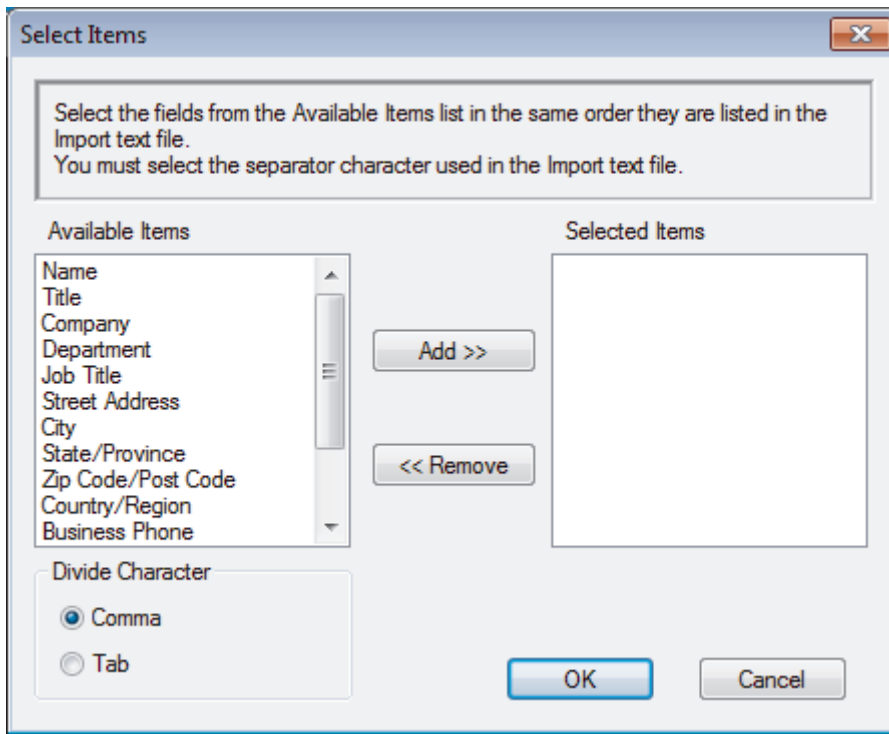 Select Items
Select the fields from the Available Items list in the same order they are listed in the
Import text file.
You must select the separator character used in the Import text file.
Available Items
Name
Title
Company
Department
Job Title
Street Address
City
State/Province
Zip Code/Post Code
Country/Region
Business Phone
Add >>
<< Remove
Selected Items
Divide Character
Comma
Tab
OK
Cancel